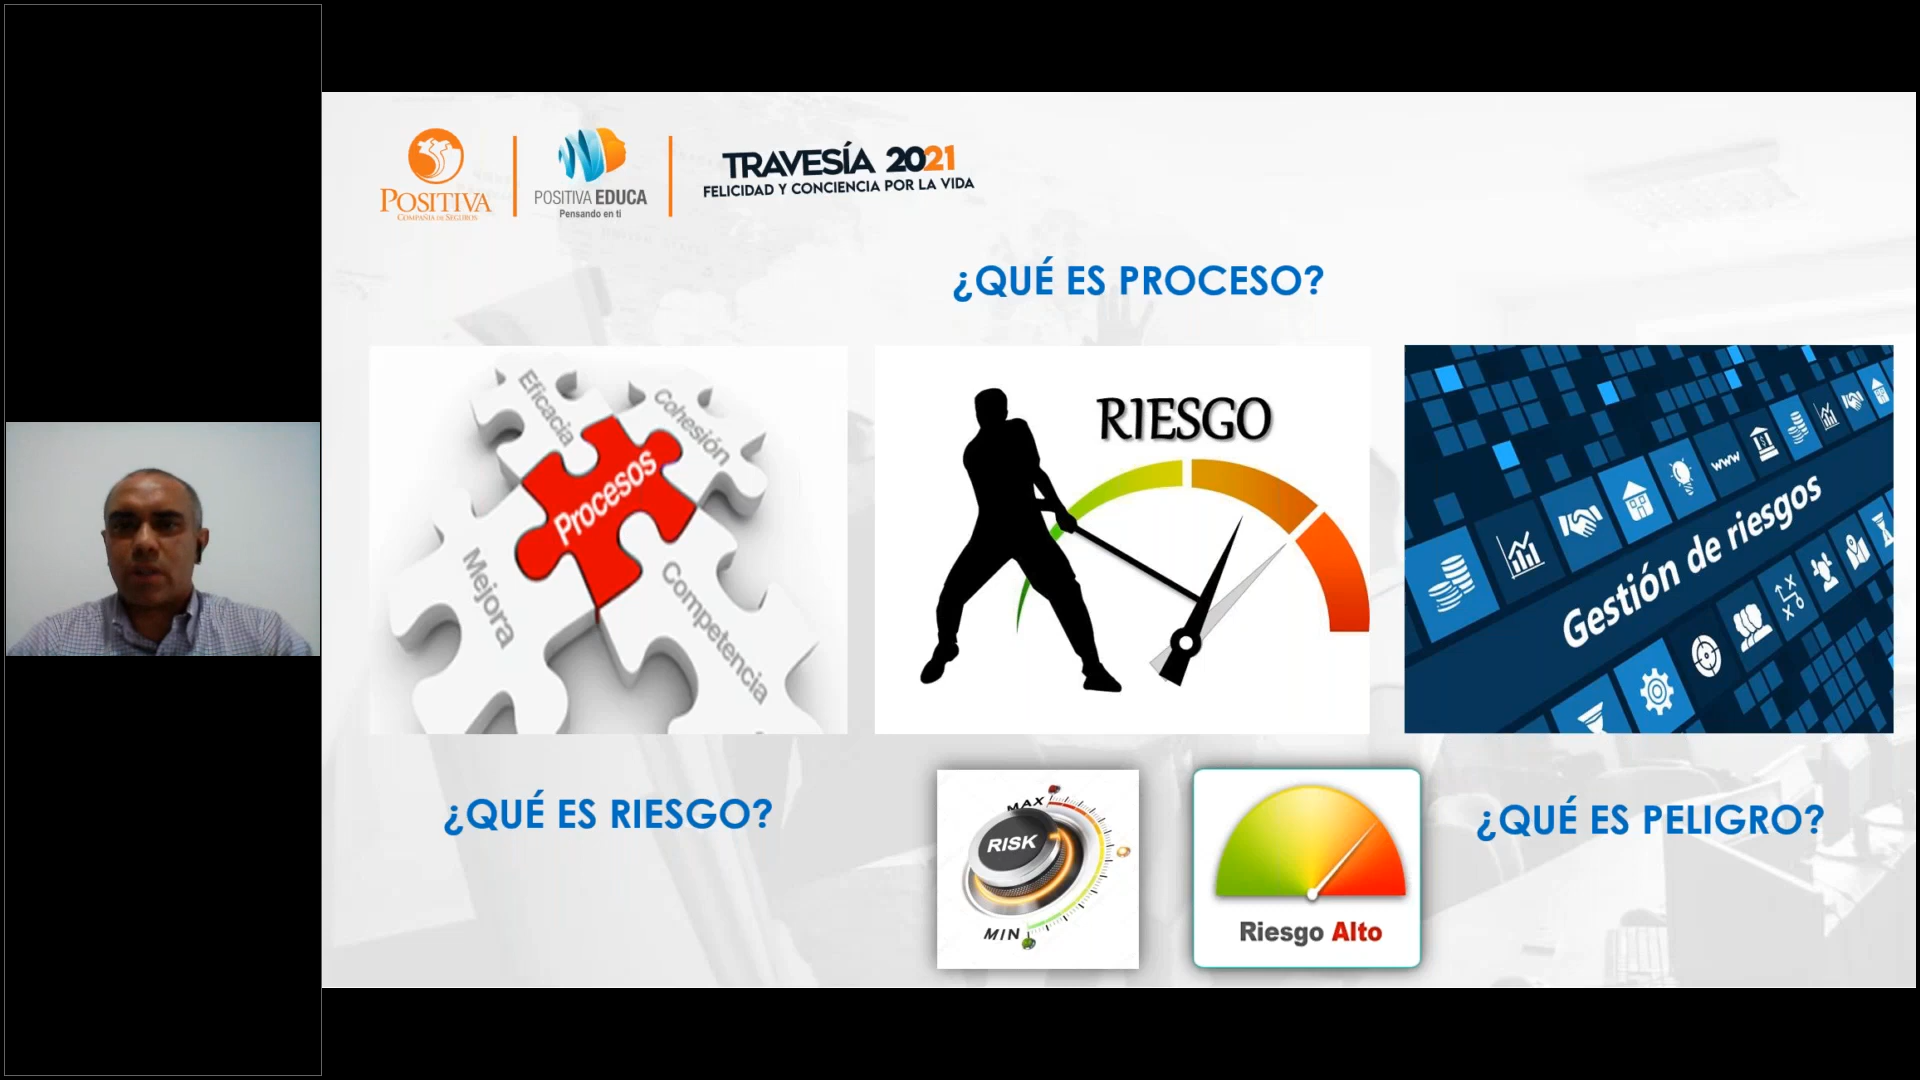 POSITIVA
COMPAÑÍA DE SEGUROS
POSITIVA EDUCA
Pensando en ti
TRAVESÍA 2021
FELICIDAD Y CONCIENCIA POR LA VIDA
¿QUÉ ES PROCESO?
Eficacia
Cohesión
Procesos
Mejora
Competencia
RIESGO
www
Gestión de riesgos
¿QUÉ ES RIESGO?
MAX
RISK
MIN
Riesgo Alto
¿QUÉ ES PELIGRO?